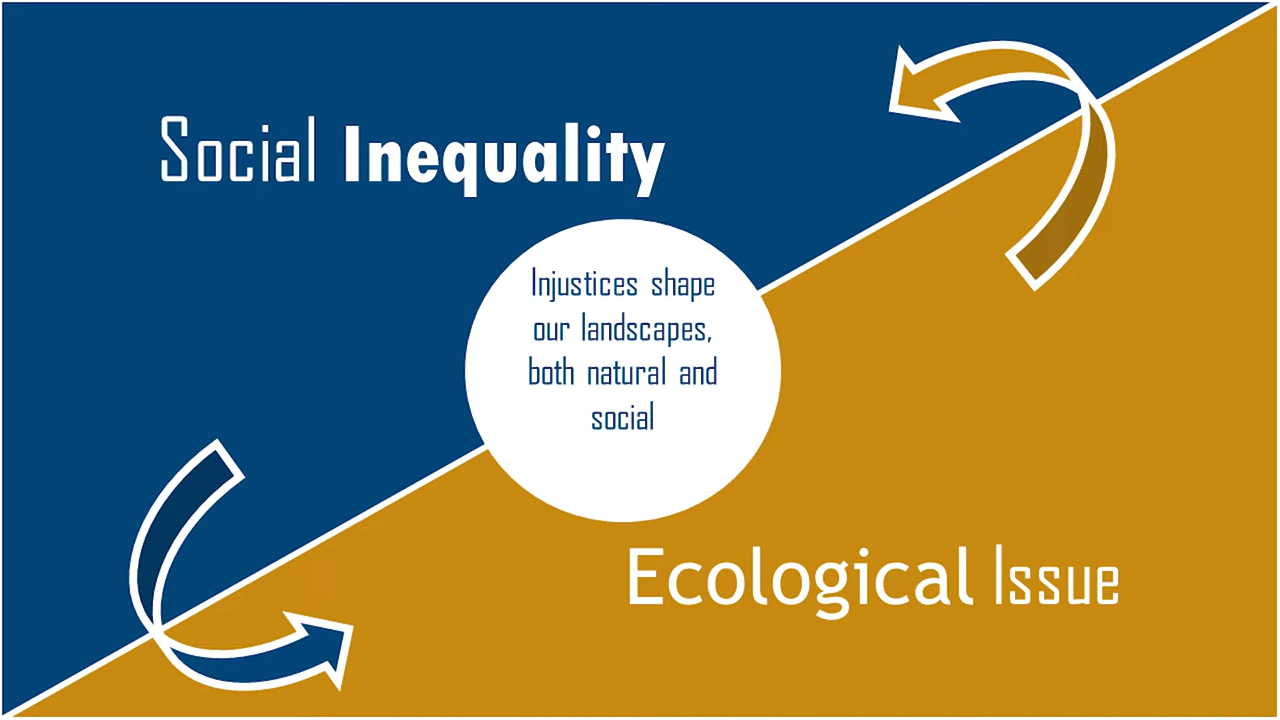 Social Inequality
Injustices shape
our landscapes,
both natural and
social
Ecological Issue